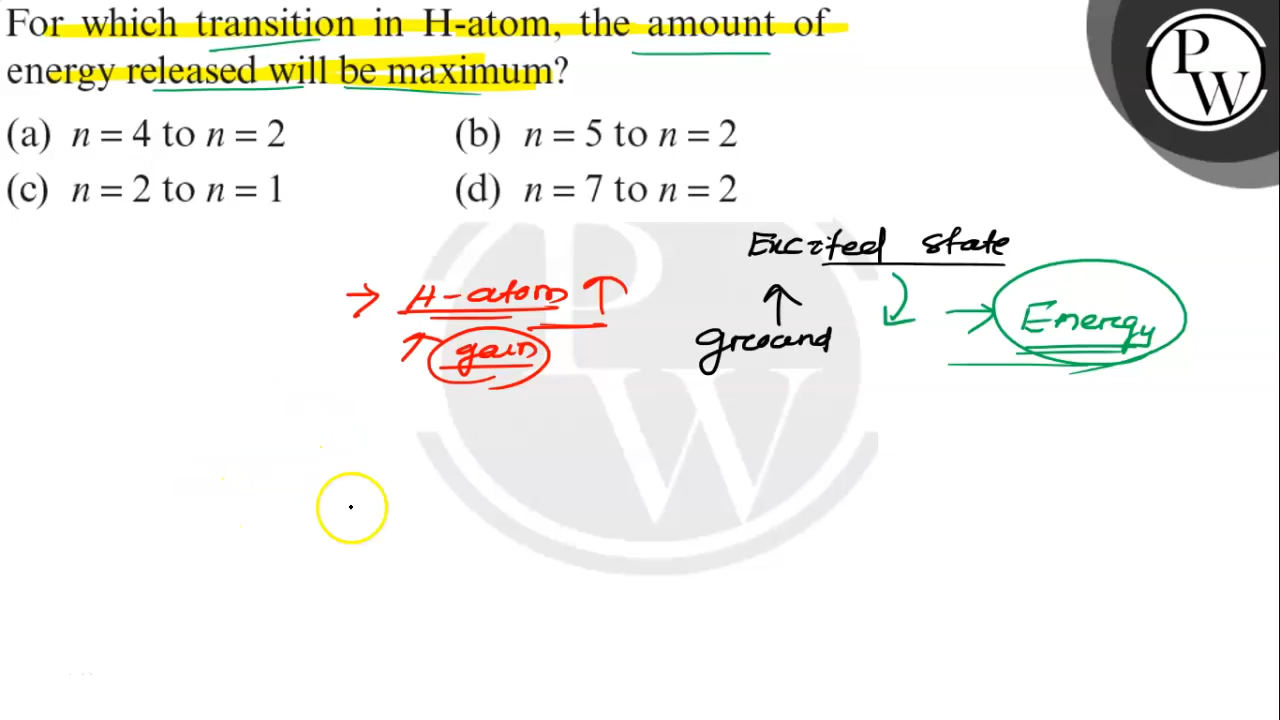 For which transition in H-atom, the amount of
energy released will be maximum?
(a) n = 4 to n = 2 (b) n = 5 to n = 2
(c) n = 2 to n = 1 (d) n = 7 to n = 2
P
W
Excited state
→ H-atom ↑
↑ gain
↑
ground
→ Energy
P
W